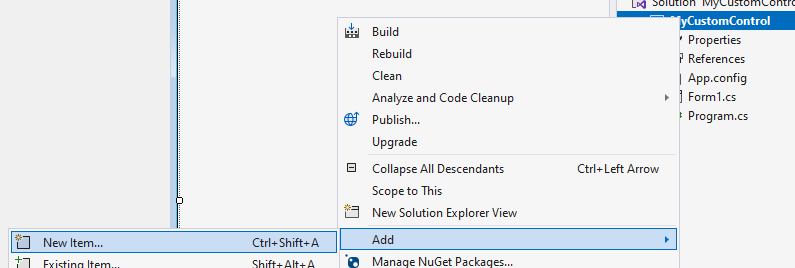 Solution 'MyCustomControl
MyCustomControl
Build
Properties
Rebuild
References
Clean
App.config
Analyze and Code Cleanup
Form1.cs
Publish...
Program.cs
Upgrade
Collapse All Descendants Ctrl+Left Arrow
Scope to This
New Solution Explorer View
New Item... Ctrl+Shift+A
Add
Existing Item... Shift+Alt+A
Manage NuGet Packages...